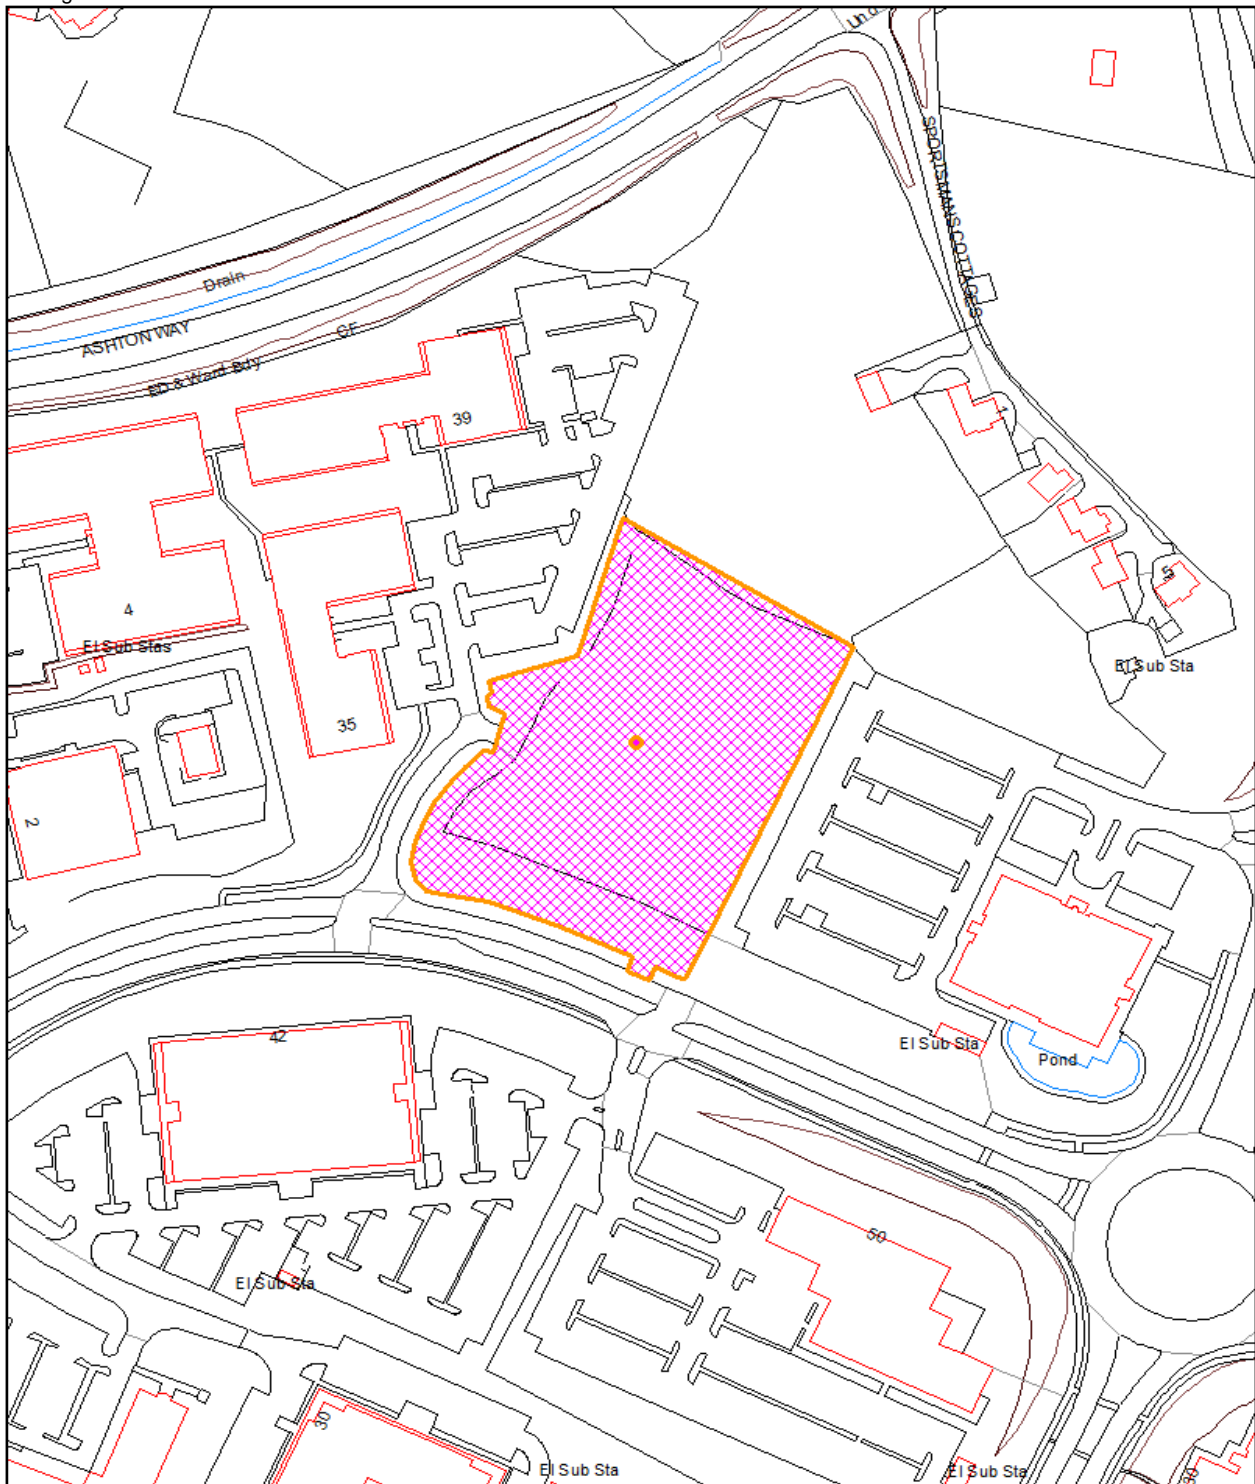 SPORTSMANS COTTAGES
Drain
ASHTON WAY
CF
ED & Ward Bdy
39
1
4
El Sub Stas
5
El Sub Sta
35
2
42
El Sub Sta
Pond
50
El Sub Sta
30
El Sub Sta
El Sub Sta